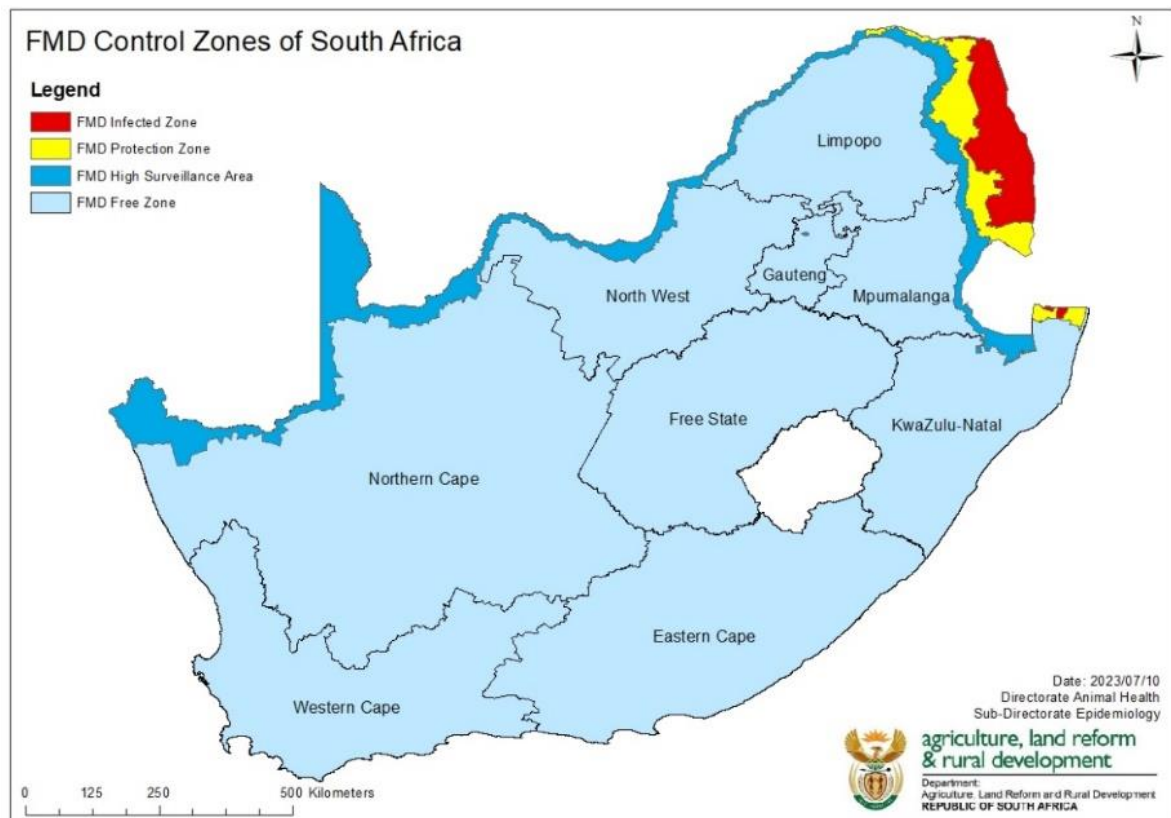 FMD Control Zones of South Africa
N
Legend
FMD Infected Zone
FMD Protection Zone
FMD High Surveillance Area
FMD Free Zone
Limpopo
Gauteng
North West
Mpumalanga
Free State
KwaZulu-Natal
Northern Cape
Eastern Cape
Western Cape
Date: 2023/07/10
Directorate Animal Health
Sub-Directorate Epidemiology
agriculture, land reform
& rural development
Department:
Agriculture, Land Reform and Rural Development
REPUBLIC OF SOUTH AFRICA
0 125 250 500 Kilometers